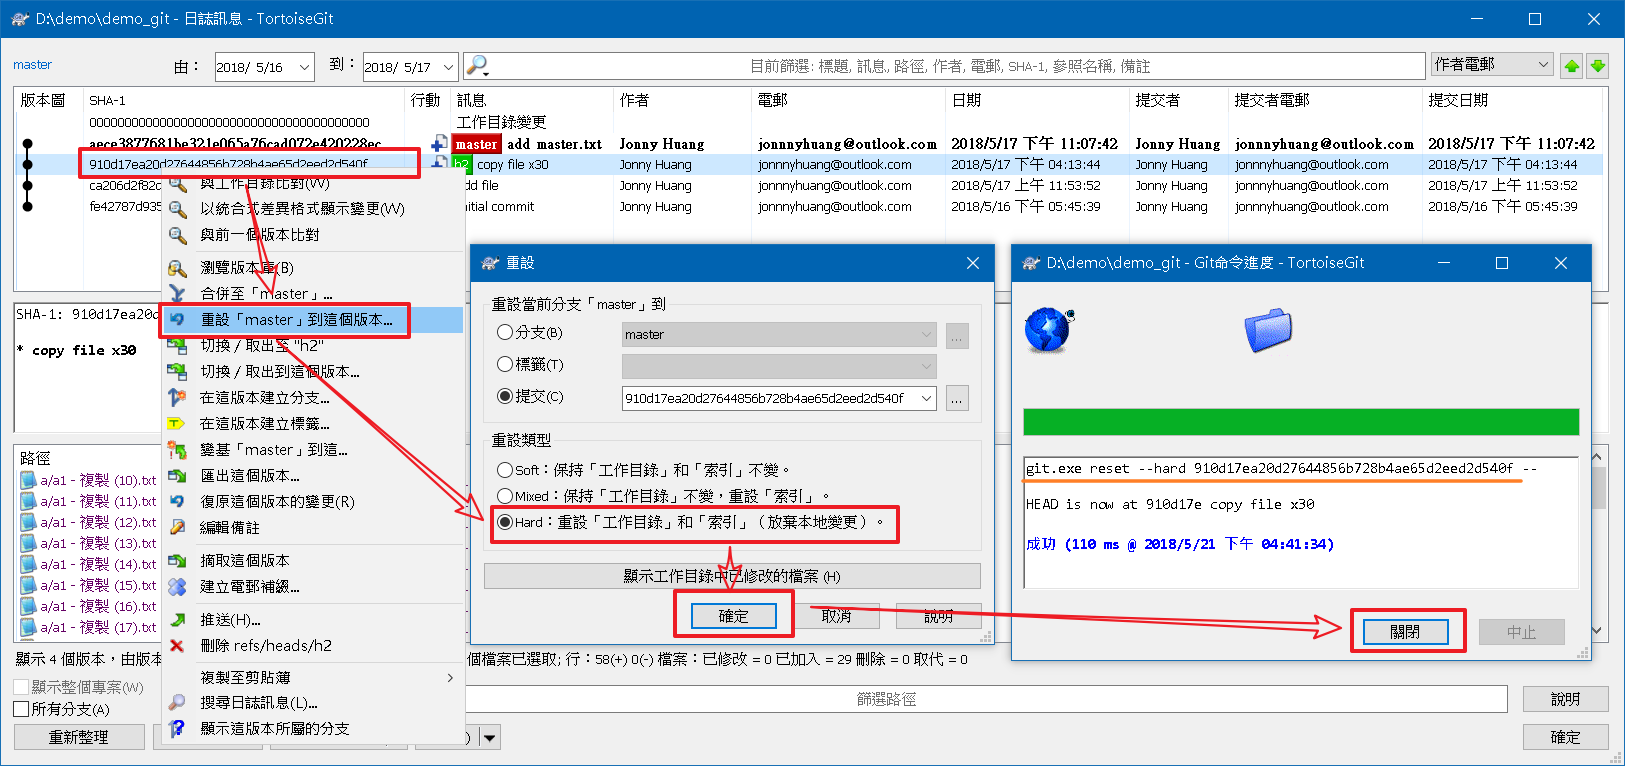 D:\demo\demo_git - 日誌訊息 - TortoiseGit
master
由：
2018/ 5/16
到：
2018/ 5/17
目前篩選: 標題, 訊息, 路徑, 作者, 電郵, SHA-1, 參照名稱, 備註
作者電郵
版本圖 SHA-1 行動 訊息 作者 電郵 日期 提交者 提交者電郵 提交日期
0000000000000000000000000000000000000000 工作目錄變更
aece3877681be321e065a76cad072e420228ec master add master.txt Jonny Huang jonnnyhuang@outlook.com 2018/5/17 下午 11:07:42 Jonny Huang jonnnyhuang@outlook.com 2018/5/17 下午 11:07:42
910d17ea20d27644856b728b4ae65d2eed2d540f h2 copy file x30 Jonny Huang jonnnyhuang@outlook.com 2018/5/17 下午 04:13:44 Jonny Huang jonnnyhuang@outlook.com 2018/5/17 下午 04:13:44
ca206d2f82d add file Jonny Huang jonnnyhuang@outlook.com 2018/5/17 上午 11:53:52 Jonny Huang jonnnyhuang@outlook.com 2018/5/17 上午 11:53:52
fe42787d935 initial commit Jonny Huang jonnnyhuang@outlook.com 2018/5/16 下午 05:45:39 Jonny Huang jonnnyhuang@outlook.com 2018/5/16 下午 05:45:39
SHA-1: 910d17ea20d
* copy file x30
路徑
a/a1 - 複製 (10).txt
a/a1 - 複製 (11).txt
a/a1 - 複製 (12).txt
a/a1 - 複製 (13).txt
a/a1 - 複製 (14).txt
a/a1 - 複製 (15).txt
a/a1 - 複製 (16).txt
a/a1 - 複製 (17).txt
顯示 4 個版本，由版本
個檔案已選取; 行：58(+) 0(-) 檔案：已修改 = 0 已加入 = 29 刪除 = 0 取代 = 0
顯示整個專案(W)
所有分支(A)
重新整理
篩選路徑
說明
確定
與工作目錄比對(W)
以統合式差異格式顯示變更(W)
與前一個版本比對
瀏覽版本庫(B)
合併至「master」...
重設「master」到這個版本...
切換 / 取出至 "h2"
切換 / 取出到這個版本...
在這版本建立分支...
在這版本建立標籤...
變基「master」到這...
匯出這個版本...
復原這個版本的變更(R)
編輯備註
摘取這個版本
建立電郵補綴...
推送(H)...
刪除 refs/heads/h2
複製至剪貼簿
搜尋日誌訊息(L)...
顯示這版本所屬的分支
重設
重設當前分支「master」到
分支(B)
master
...
標籤(T)
提交(C)
910d17ea20d27644856b728b4ae65d2eed2d540f
...
重設類型
Soft：保持「工作目錄」和「索引」不變。
Mixed：保持「工作目錄」不變，重設「索引」。
Hard：重設「工作目錄」和「索引」（放棄本地變更）。
顯示工作目錄中已修改的檔案 (H)
確定
取消
說明
D:\demo\demo_git - Git命令進度 - TortoiseGit
git.exe reset --hard 910d17ea20d27644856b728b4ae65d2eed2d540f --
HEAD is now at 910d17e copy file x30
成功 (110 ms @ 2018/5/21 下午 04:41:34)
關閉
中止